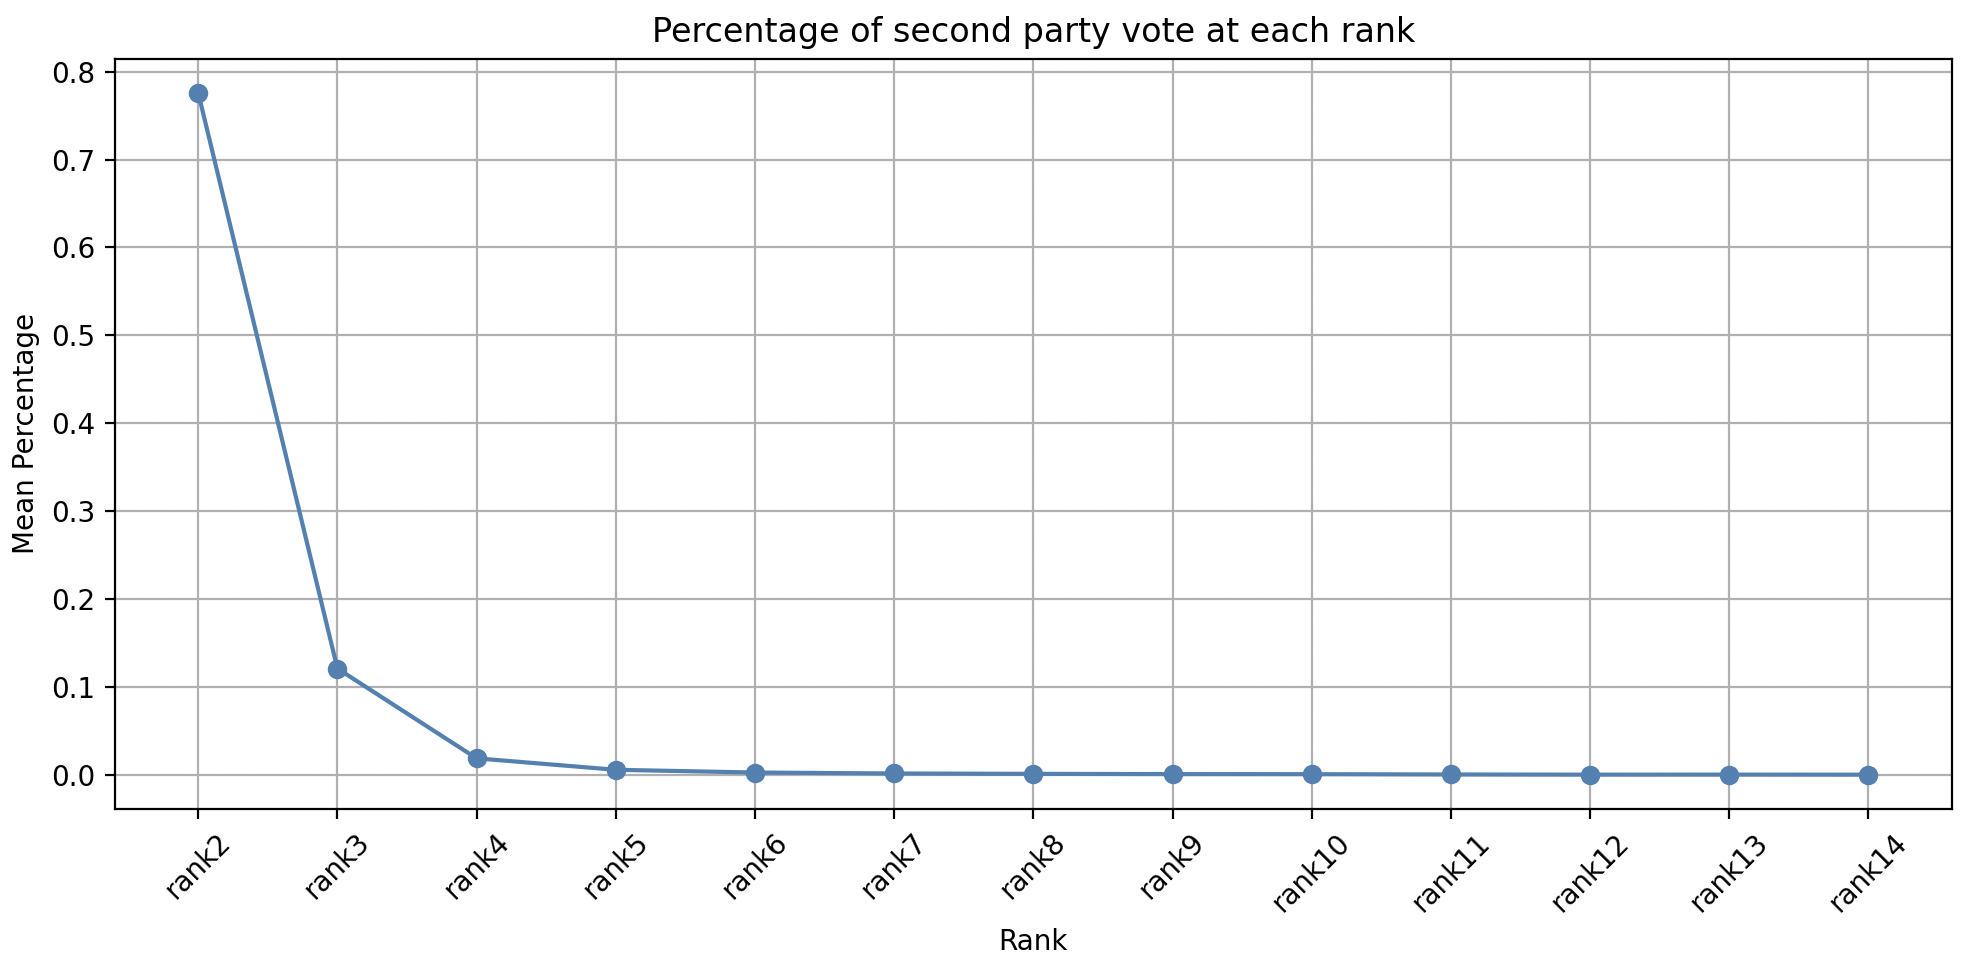 Percentage of second party vote at each rank
Mean Percentage
0.8
0.7
0.6
0.5
0.4
0.3
0.2
0.1
0.0
rank2
rank3
rank4
rank5
rank6
rank7
rank8
rank9
rank10
rank11
rank12
rank13
rank14
Rank